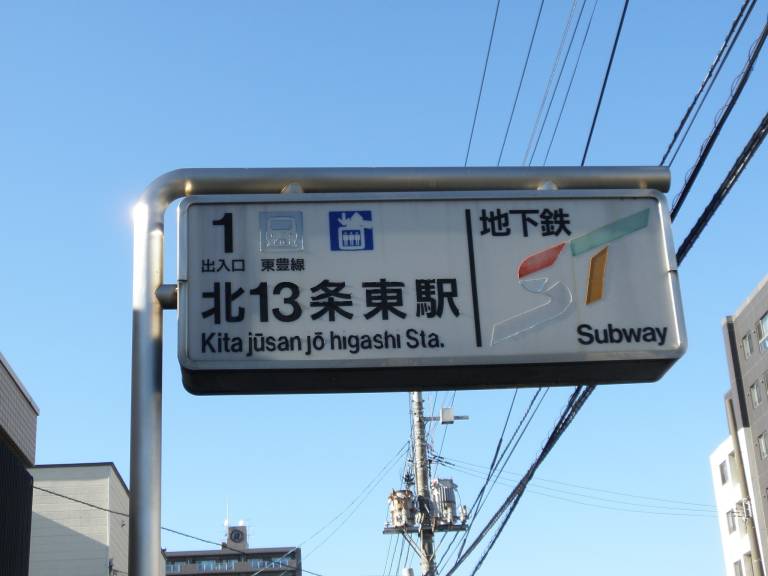 1
出入口 東豊線
北13条東駅
Kita jūsan jō higashi Sta.
地下鉄
ST
Subway